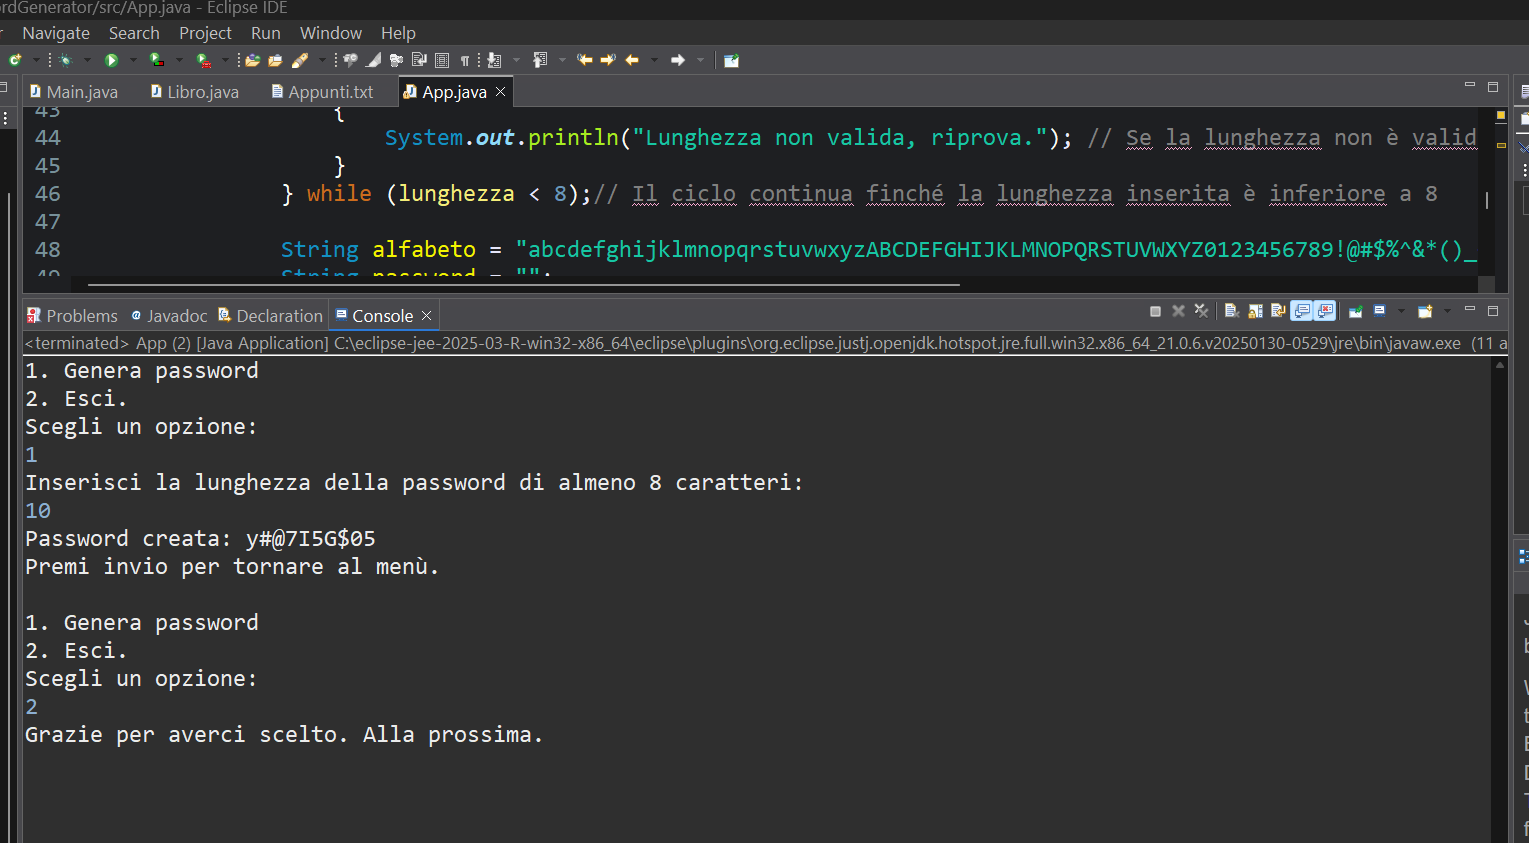 ordGenerator/src/App.java - Eclipse IDE
Navigate Search Project Run Window Help
Main.java Libro.java Appunti.txt App.java
43 {
44 System.out.println("Lunghezza non valida, riprova."); // Se la lunghezza non è valid
45 }
46 } while (lunghezza < 8);// Il ciclo continua finché la lunghezza inserita è inferiore a 8
47
48 String alfabeto = "abcdefghijklmnopqrstuvwxyzABCDEFGHIJKLMNOPQRSTUVWXYZ0123456789!@#$%^&*()_
49 String password = "";
Problems Javadoc Declaration Console
<terminated> App (2) [Java Application] C:\eclipse-jee-2025-03-R-win32-x86_64\eclipse\plugins\org.eclipse.justj.openjdk.hotspot.jre.full.win32.x86_64_21.0.6.v20250130-0529\jre\bin\javaw.exe (11 a
1. Genera password
2. Esci.
Scegli un opzione:
1
Inserisci la lunghezza della password di almeno 8 caratteri:
10
Password creata: y#@7I5G$05
Premi invio per tornare al menù.
1. Genera password
2. Esci.
Scegli un opzione:
2
Grazie per averci scelto. Alla prossima.